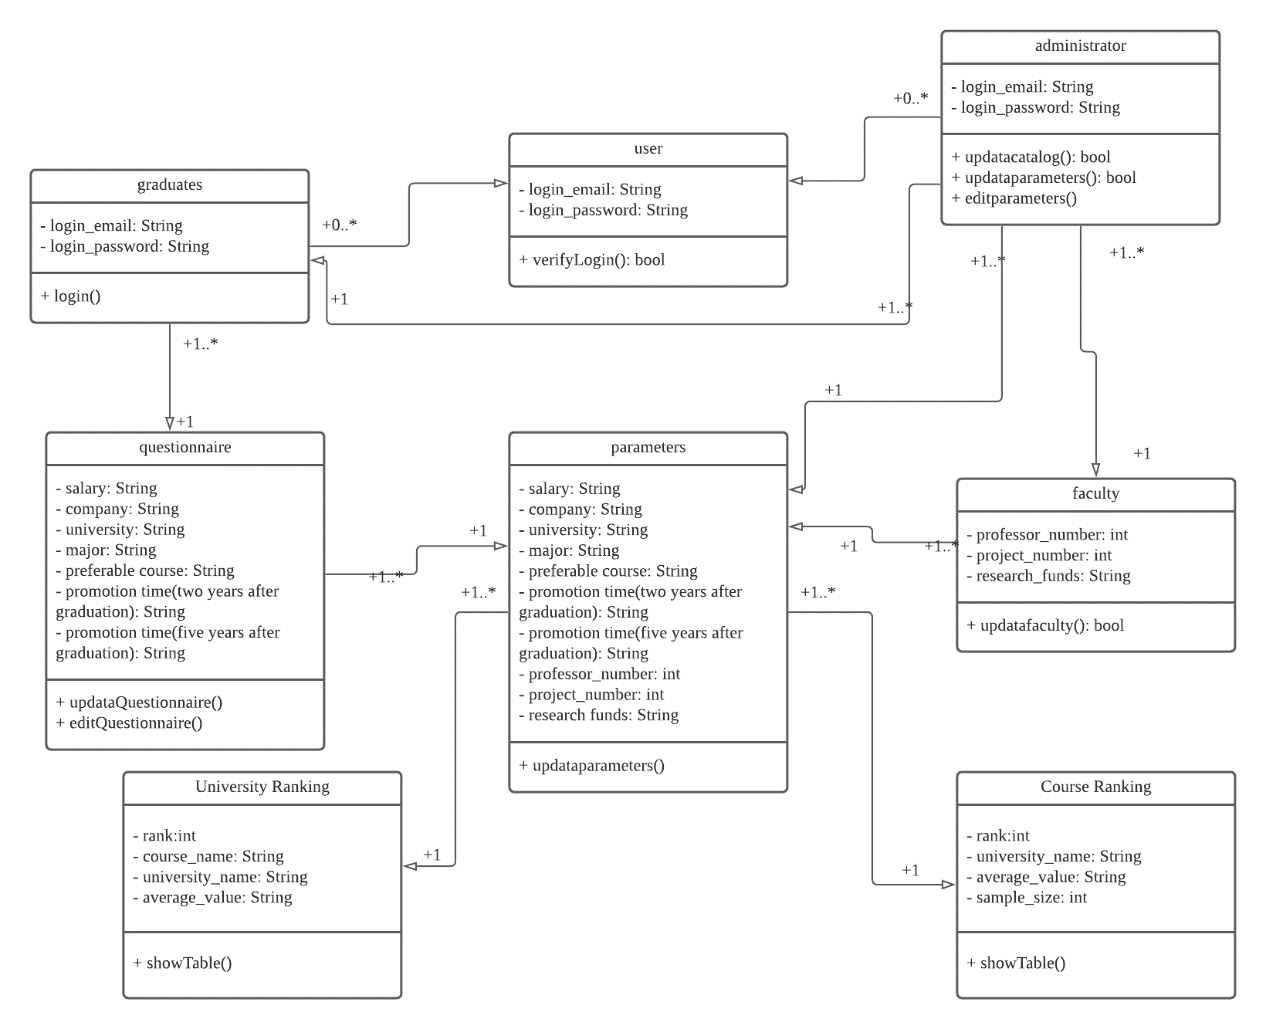 administrator
- login_email: String
- login_password: String
+ updatacatalog(): bool
+ updataparameters(): bool
+ editparameters()
+0..*
user
- login_email: String
- login_password: String
+ verifyLogin(): bool
graduates
- login_email: String
- login_password: String
+ login()
+0..*
+1
+1..*
+1..*
+1..*
+1..*
+1
+1
+1
questionnaire
- salary: String
- company: String
- university: String
- major: String
- preferable course: String
- promotion time(two years after
graduation): String
- promotion time(five years after
graduation): String
+ updataQuestionnaire()
+ editQuestionnaire()
+1
+1..*
parameters
- salary: String
- company: String
- university: String
- major: String
- preferable course: String
- promotion time(two years after
graduation): String
- promotion time(five years after
graduation): String
- professor_number: int
- project_number: int
- research funds: String
+ updataparameters()
faculty
- professor_number: int
- project_number: int
- research_funds: String
+ updatafaculty(): bool
+1
+1..*
+1..*
+1..*
University Ranking
- rank:int
- course_name: String
- university_name: String
- average_value: String
+ showTable()
+1
+1
Course Ranking
- rank:int
- university_name: String
- average_value: String
- sample_size: int
+ showTable()